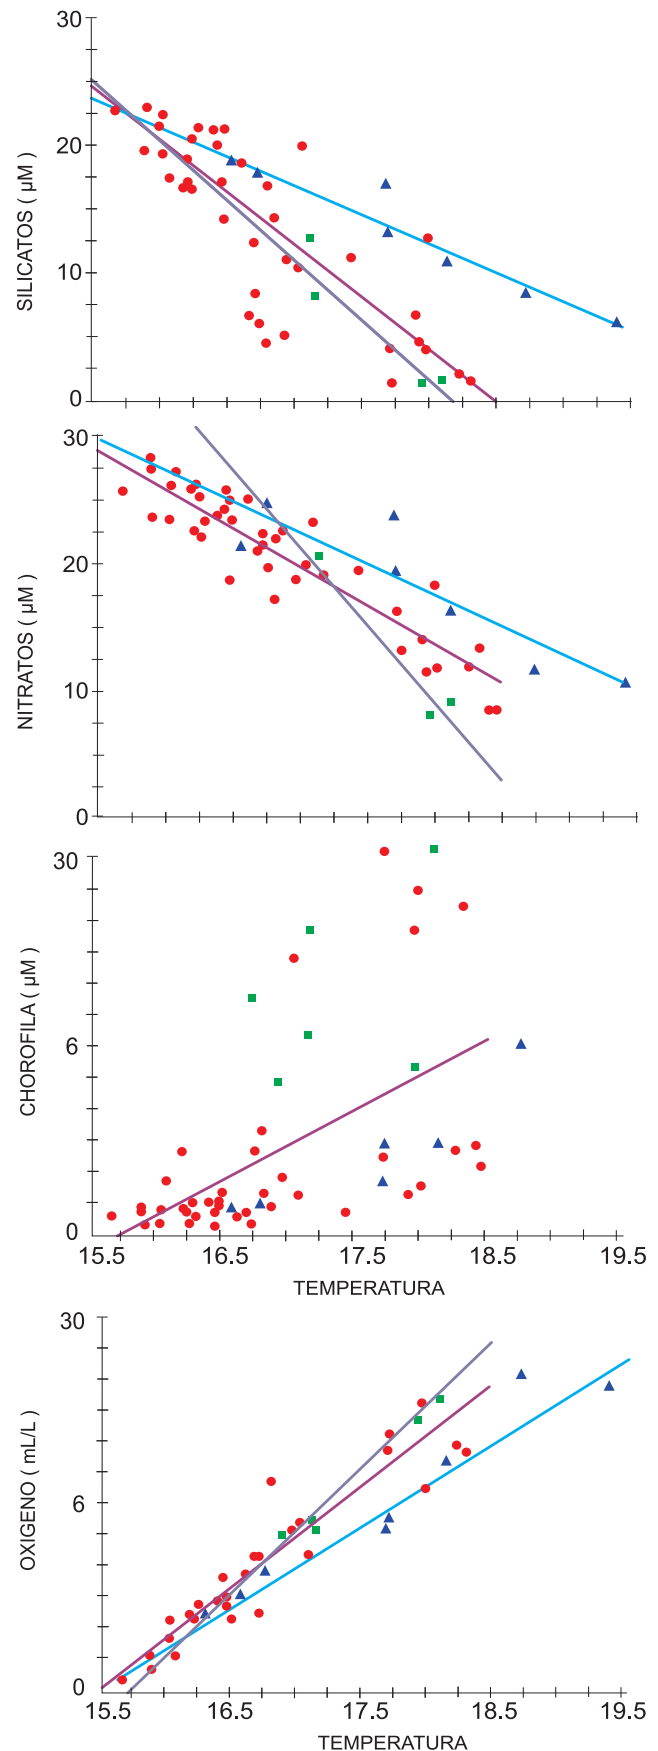 30
20
10
0
SILICATOS ( µM )
30
20
10
0
NITRATOS ( µM )
30
6
0
CHOROFILA ( µM )
15.5 16.5 17.5 18.5 19.5
TEMPERATURA
30
6
0
OXIGENO ( mL/L )
15.5 16.5 17.5 18.5 19.5
TEMPERATURA